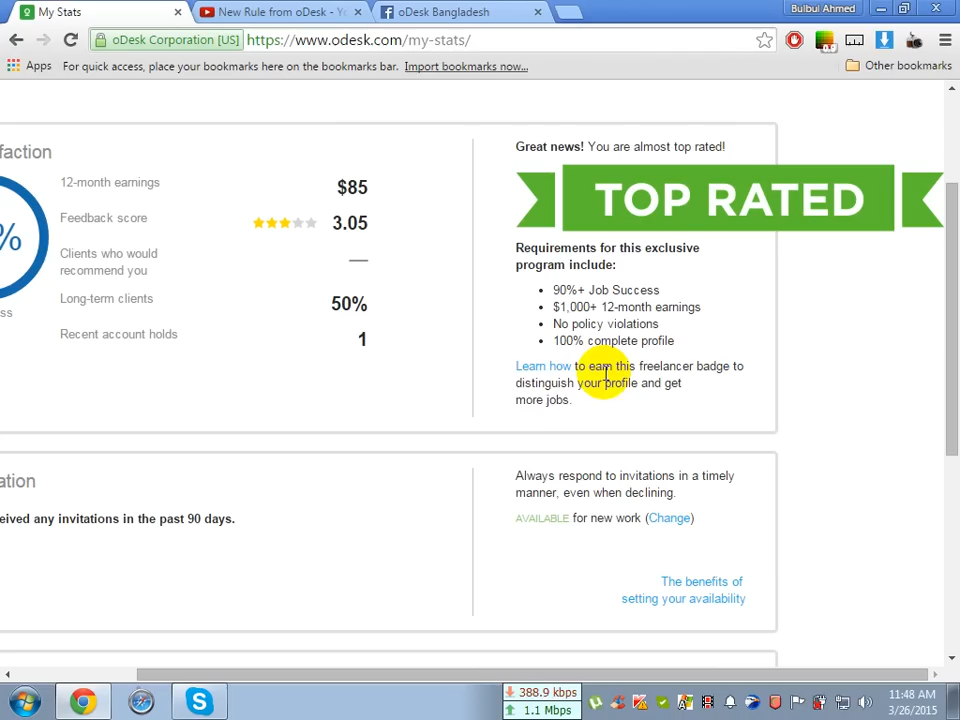 My Stats
New Rule from oDesk - Yo
oDesk Bangladesh
Bulbul Ahmed
oDesk Corporation [US]
https://www.odesk.com/my-stats/
Apps
For quick access, place your bookmarks here on the bookmarks bar. Import bookmarks now...
Other bookmarks
faction
%
ss
12-month earnings
$85
Feedback score
3.05
Clients who would
recommend you
—
Long-term clients
50%
Recent account holds
1
Great news! You are almost top rated!
TOP RATED
Requirements for this exclusive
program include:
• 90%+ Job Success
• $1,000+ 12-month earnings
• No policy violations
• 100% complete profile
Learn how to earn this freelancer badge to
distinguish your profile and get
more jobs.
ation
eived any invitations in the past 90 days.
Always respond to invitations in a timely
manner, even when declining.
AVAILABLE for new work (Change)
The benefits of
setting your availability
388.9 kbps
1.1 Mbps
11:48 AM
3/26/2015